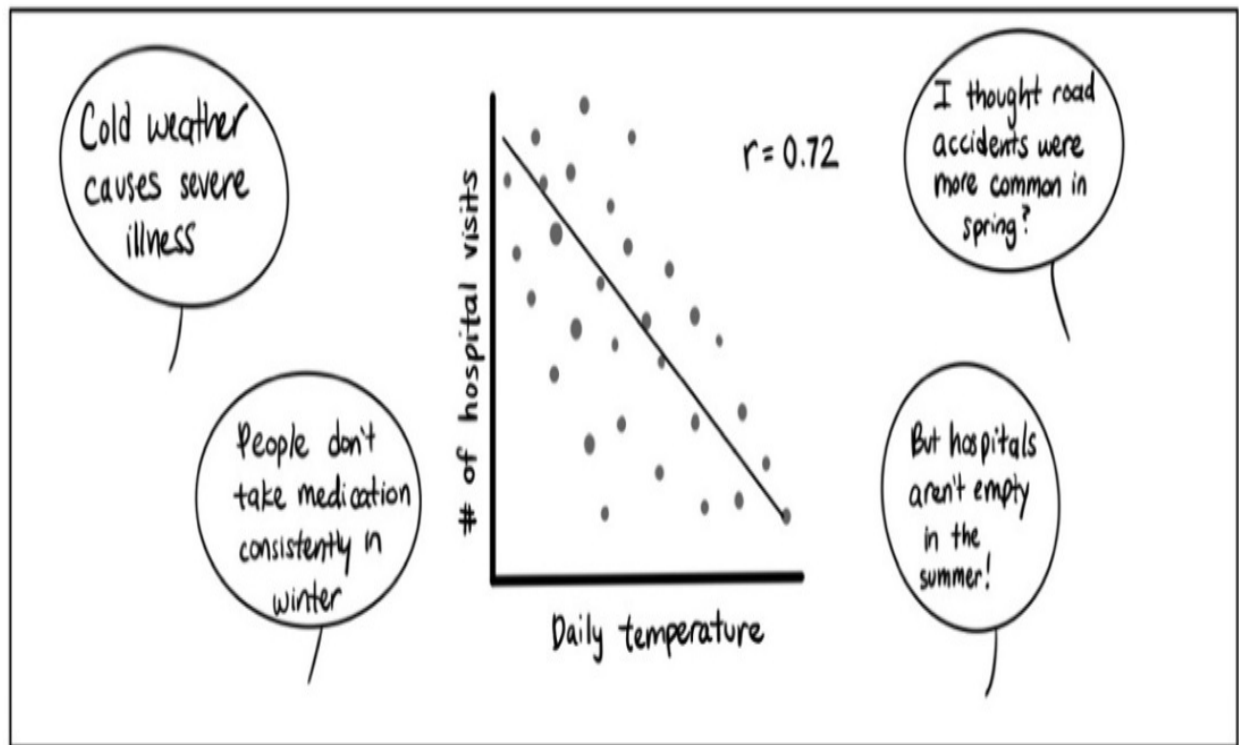 Cold weather
causes severe
illness
People don't
take medication
consistently in
winter
# of hospital visits
Daily temperature
r = 0.72
I thought road
accidents were
more common in
spring?
But hospitals
aren't empty
in the
summer!